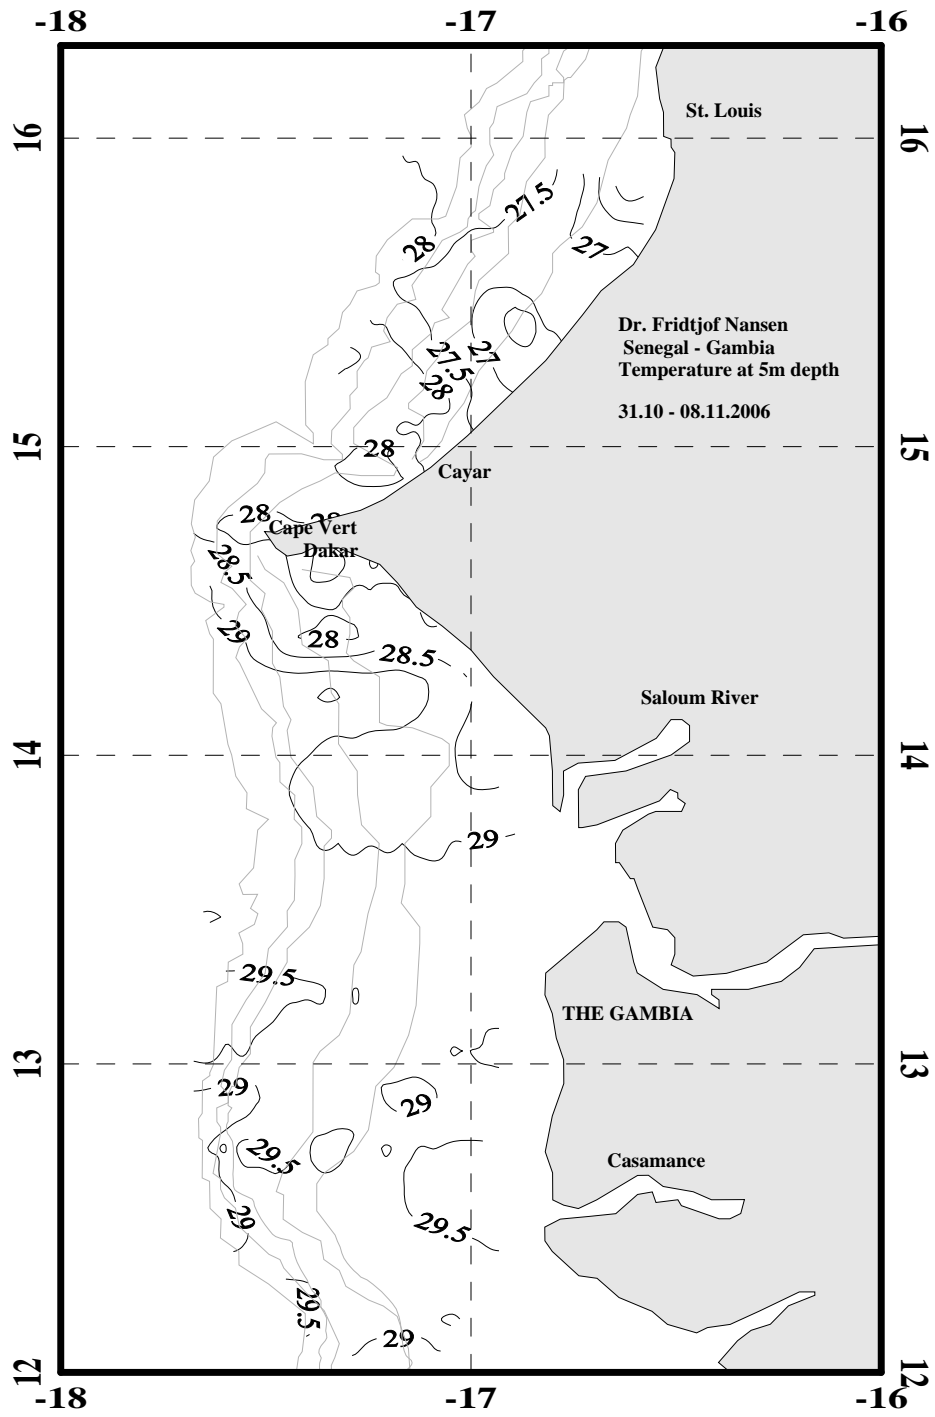 -18 -17 -16
St. Louis
16 16
27.5
28
27
Dr. Fridtjof Nansen
Senegal - Gambia
Temperature at 5m depth
31.10 - 08.11.2006
27.5 27
28
15 15
28
Cayar
28 28
Cape Vert
Dakar
28.5
29
28
28.5
Saloum River
14 14
29
29.5
THE GAMBIA
13 13
29
29
29.5
Casamance
29
29.5
29.5
29
12 12
-18 -17 -16